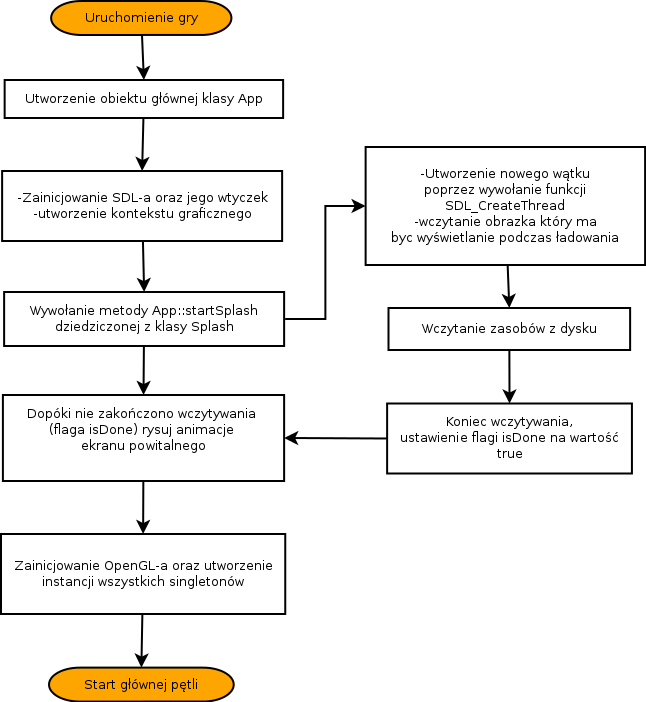 Uruchomienie gry
Utworzenie obiektu głównej klasy App
-Zainicjowanie SDL-a oraz jego wtyczek
-utworzenie kontekstu graficznego
Wywołanie metody App::startSplash
dziedziczonej z klasy Splash
-Utworzenie nowego wątku
poprzez wywołanie funkcji
SDL_CreateThread
-wczytanie obrazka który ma
byc wyświetlanie podczas ładowania
Wczytanie zasobów z dysku
Koniec wczytywania,
ustawienie flagi isDone na wartość
true
Dopóki nie zakończono wczytywania
(flaga isDone) rysuj animacje
ekranu powitalnego
Zainicjowanie OpenGL-a oraz utworzenie
instancji wszystkich singletonów
Start głównej pętli